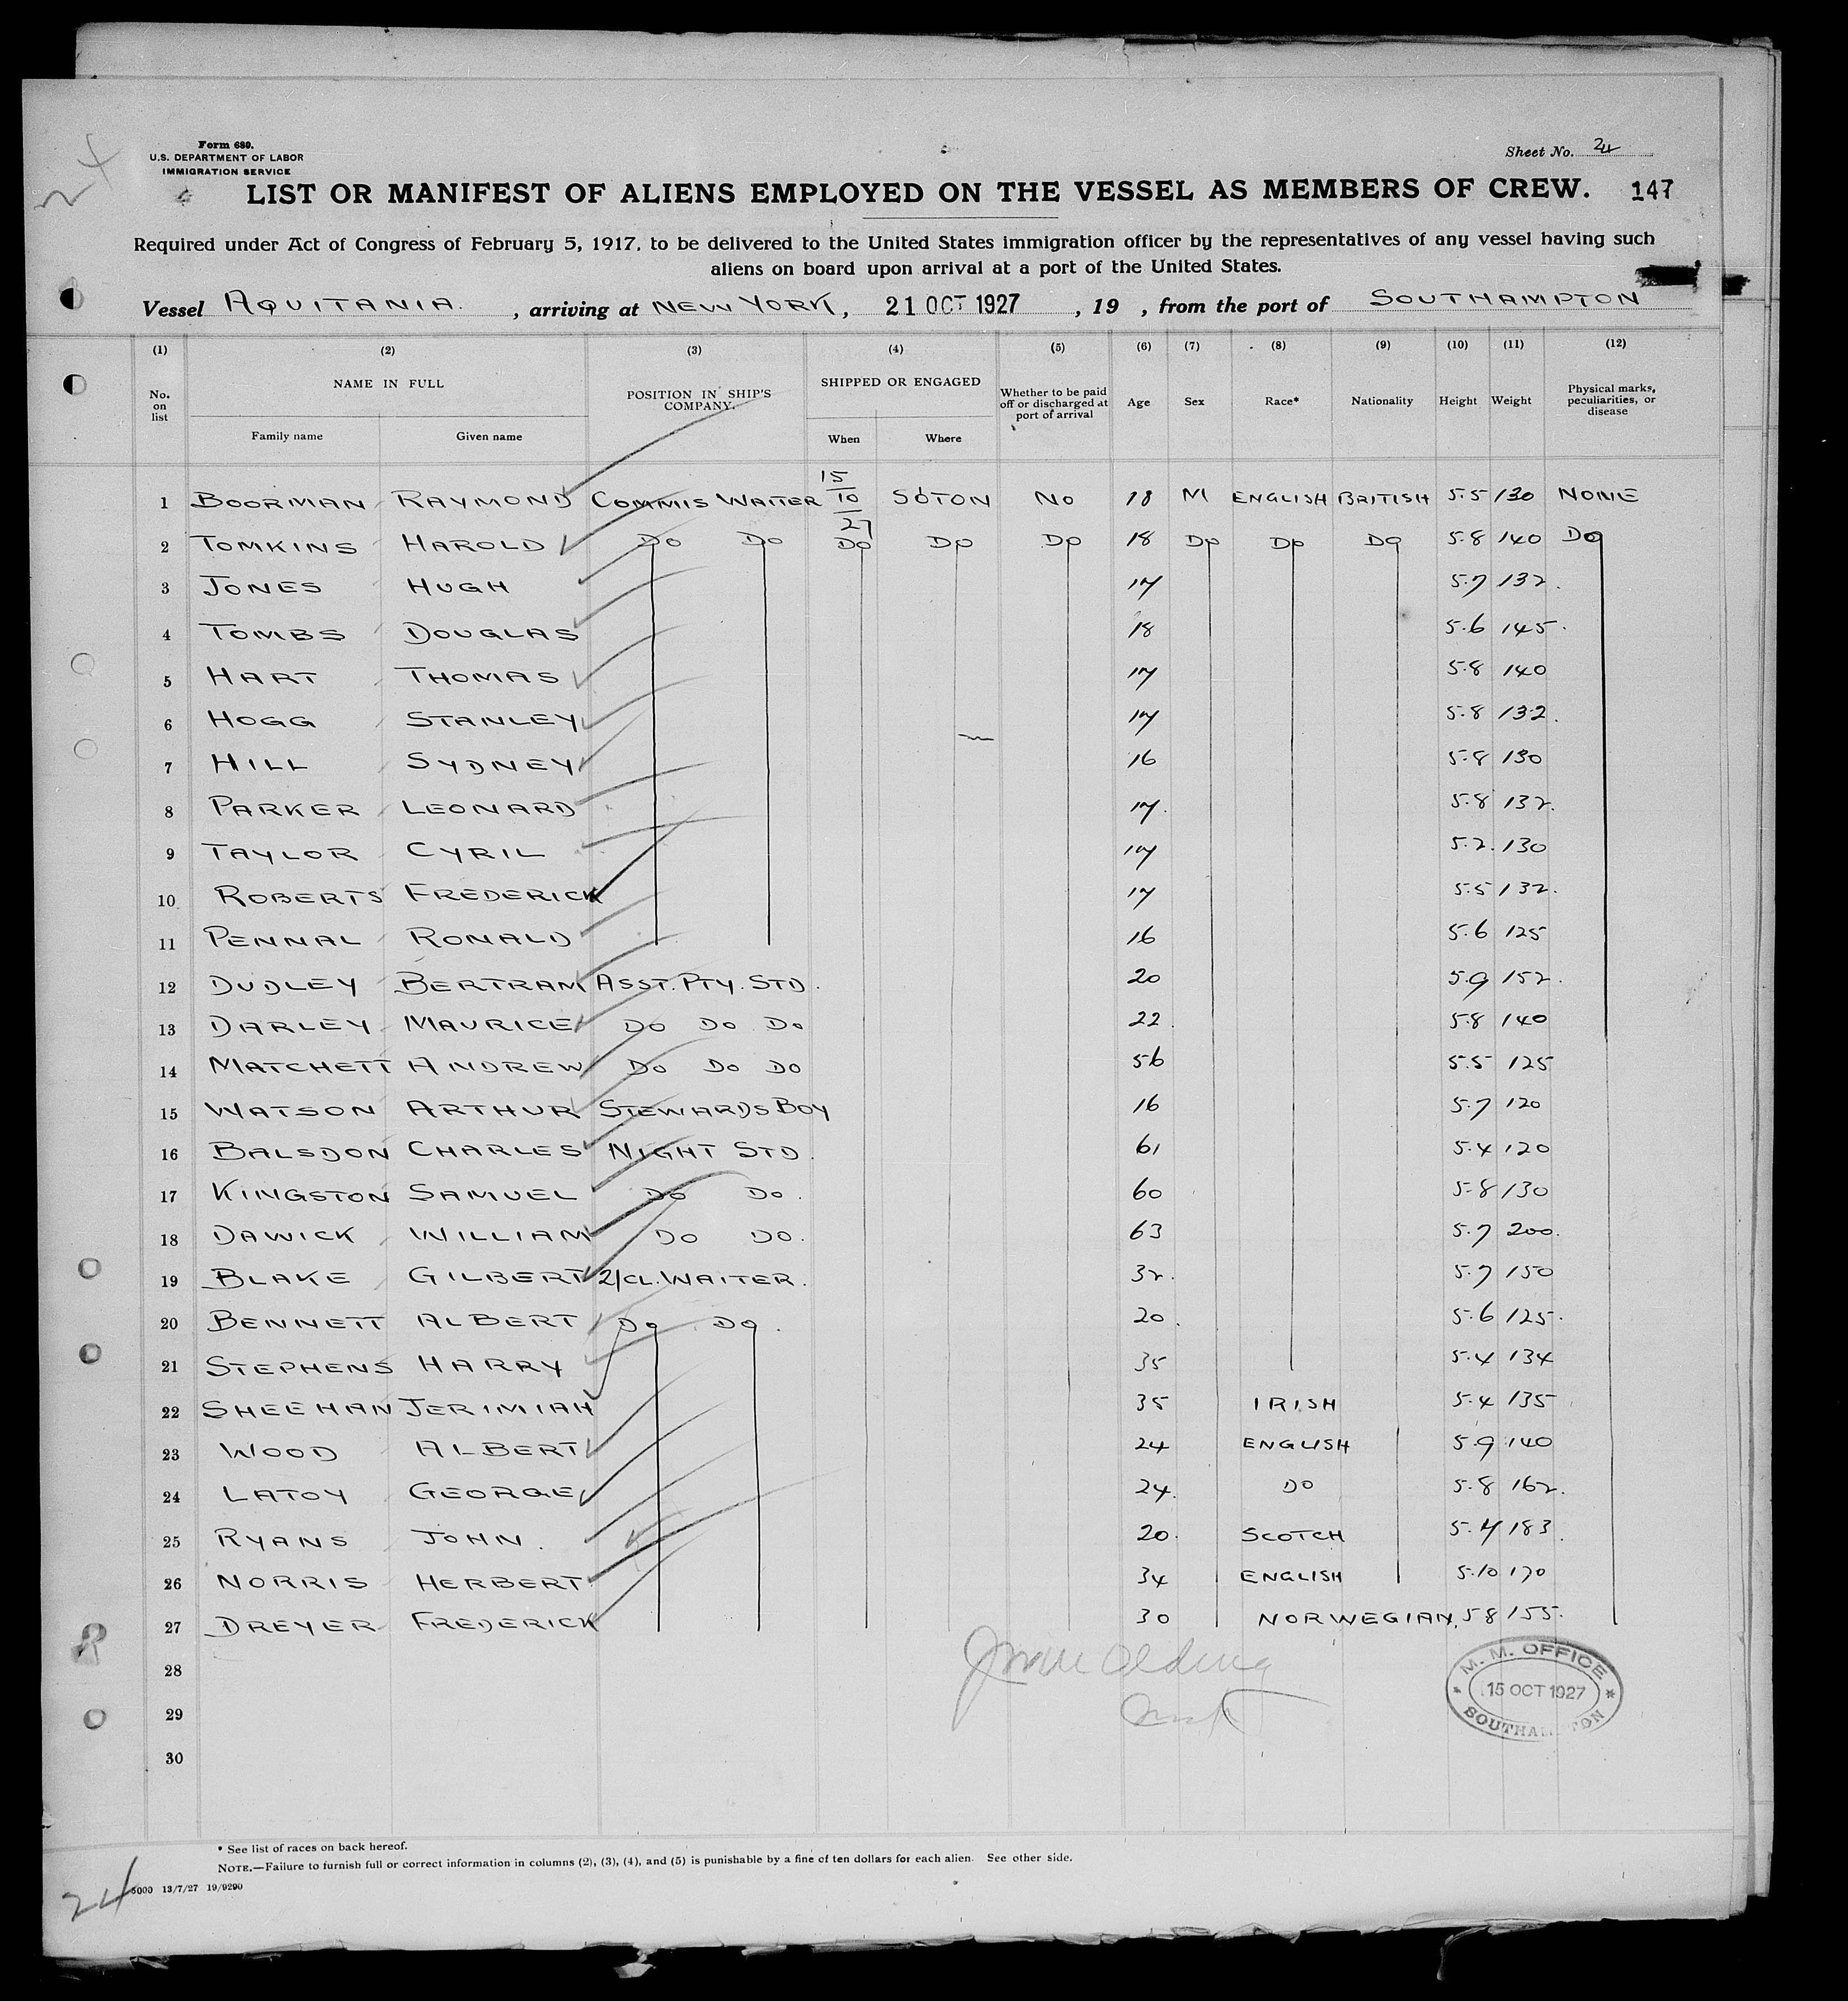 Form 680.
U.S. DEPARTMENT OF LABOR
IMMIGRATION SERVICE
Sheet No. 24
24
LIST OR MANIFEST OF ALIENS EMPLOYED ON THE VESSEL AS MEMBERS OF CREW. 147
Required under Act of Congress of February 5, 1917, to be delivered to the United States immigration officer by the representatives of any vessel having such
aliens on board upon arrival at a port of the United States.
Vessel AQUITANIA, arriving at NEW YORK, 21 OCT 1927, 19 , from the port of SOUTHAMPTON
(1) (2) (3) (4) (5) (6) (7) (8) (9) (10) (11) (12)
No. on list NAME IN FULL Family name Given name POSITION IN SHIP'S COMPANY. SHIPPED OR ENGAGED When Where Whether to be paid off or discharged at port of arrival Age Sex Race* Nationality Height Weight Physical marks, peculiarities, or disease
1 BOORMAN RAYMOND COMMIS WAITER 15/10/27 SOTON NO 18 M ENGLISH BRITISH 5.5 130 NONE
2 TOMKINS HAROLD DO DO DO DO DO 18 DO DO DO 5.8 140 DO
3 JONES HUGH 17 5.7 132.
4 TOMBS DOUGLAS 18 5.6 145.
5 HART THOMAS 17 5.8 140
6 HOGG STANLEY 17 5.8 132.
7 HILL SYDNEY 16 5.8 130
8 PARKER LEONARD 17. 5.8 132.
9 TAYLOR CYRIL 17 5.2. 130
10 ROBERTS FREDERICK 17 5.5 132.
11 PENNAL RONALD 16 5.6 125
12 DUDLEY BERTRAM ASST. PTY. STD. 20 5.9 152.
13 DARLEY MAURICE DO DO DO 22. 5.8 140
14 MATCHETT ANDREW DO DO DO 56 5.5 125
15 WATSON ARTHUR STEWARDS BOY 16 5.7 120
16 BALSDON CHARLES NIGHT STD. 61 5.4 120
17 KINGSTON SAMUEL DO DO. 60 5.8 130
18 DAWICK WILLIAM DO DO. 63 5.7 200.
19 BLAKE GILBERT 2/CL. WAITER. 32. 5.7 150
20 BENNETT ALBERT DO DO. 20. 5.6 125.
21 STEPHENS HARRY 35 5.4 134
22 SHEEHAN JERIMIAH 35 IRISH 5.4 135
23 WOOD ALBERT 24 ENGLISH 5.9 140
24 LATOY GEORGE 24. DO 5.8 162.
25 RYANS JOHN. 20. SCOTCH 5.4 183.
26 NORRIS HERBERT 34 ENGLISH 5.10 170
27 DREYER FREDERICK 30 NORWEGIAN. 5 8 155.
28
29
30
M. M. OFFICE
15 OCT 1927
SOUTHAMPTON
* See list of races on back hereof.
NOTE.—Failure to furnish full or correct information in columns (2), (3), (4), and (5) is punishable by a fine of ten dollars for each alien. See other side.
5000 13/7/27 19/9290
24